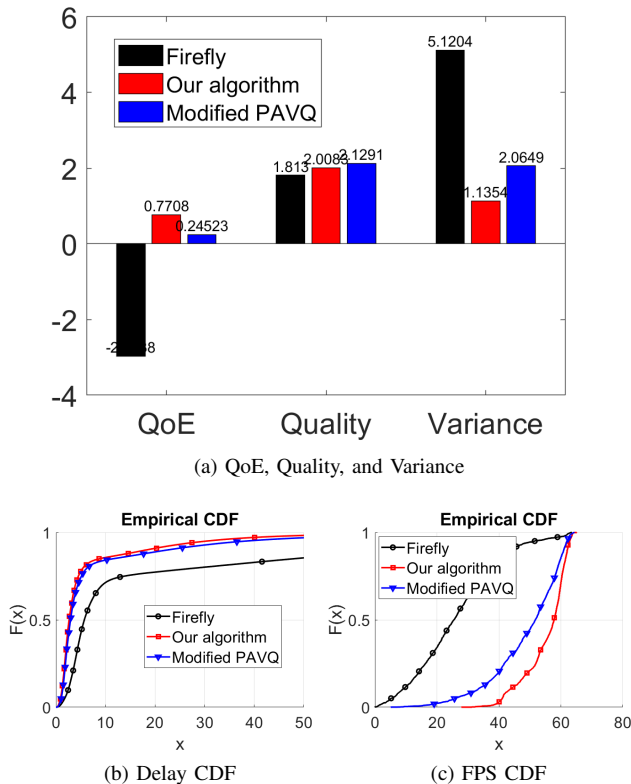 6
4
2
0
-2
-4
Firefly
Our algorithm
Modified PAVQ
0.7708
0.24523
1.813
2.0083
2.1291
5.1204
1.1354
2.0649
QoE Quality Variance
(a) QoE, Quality, and Variance
Empirical CDF
1
0.5
0
F(x)
Firefly
Our algorithm
Modified PAVQ
0 10 20 30 40 50
x
(b) Delay CDF
Empirical CDF
1
0.5
0
F(x)
Firefly
Our algorithm
Modified PAVQ
0 20 40 60 80
x
(c) FPS CDF